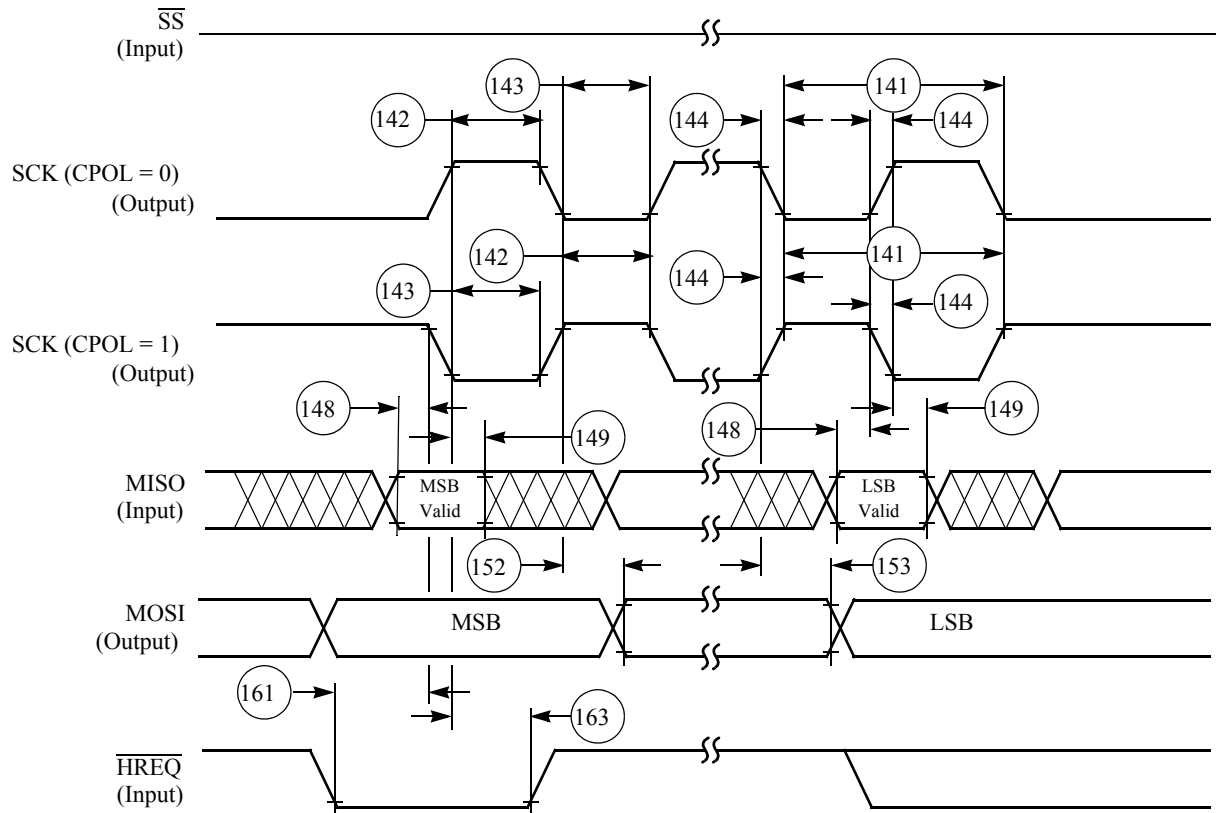 SS
(Input)
143
141
142
144
144
SCK (CPOL = 0)
(Output)
142
141
143
144
144
SCK (CPOL = 1)
(Output)
148
149
148
149
MISO
(Input)
MSB
Valid
LSB
Valid
152
153
MOSI
(Output)
MSB
LSB
161
163
HREQ
(Input)